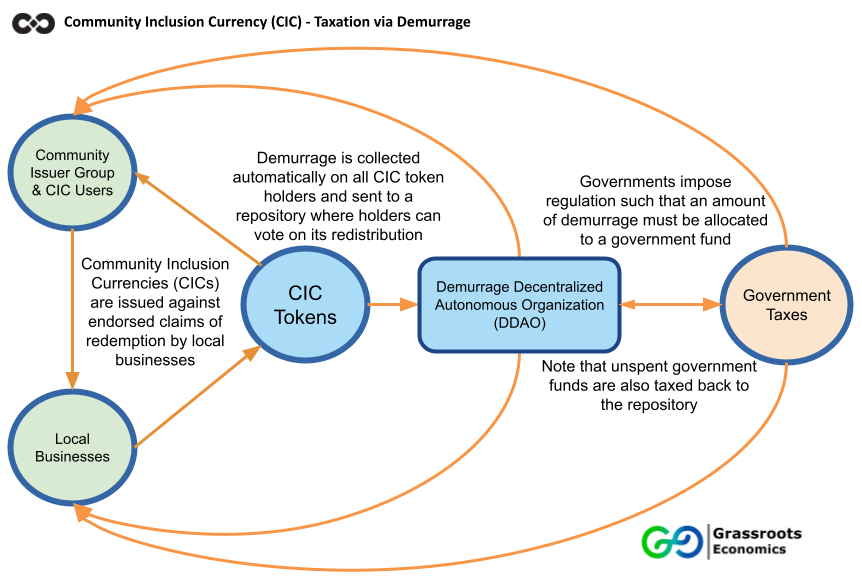 Community Inclusion Currency (CIC) - Taxation via Demurrage
Community
Issuer Group
& CIC Users
Demurrage is collected
automatically on all CIC token
holders and sent to a
repository where holders can
vote on its redistribution
Governments impose
regulation such that an amount
of demurrage must be allocated
to a government fund
Community Inclusion
Currencies (CICs)
are issued against
endorsed claims of
redemption by local
businesses
CIC
Tokens
Demurrage Decentralized
Autonomous Organization
(DDAO)
Government
Taxes
Note that unspent government
funds are also taxed back to
the repository
Local
Businesses
Grassroots
Economics